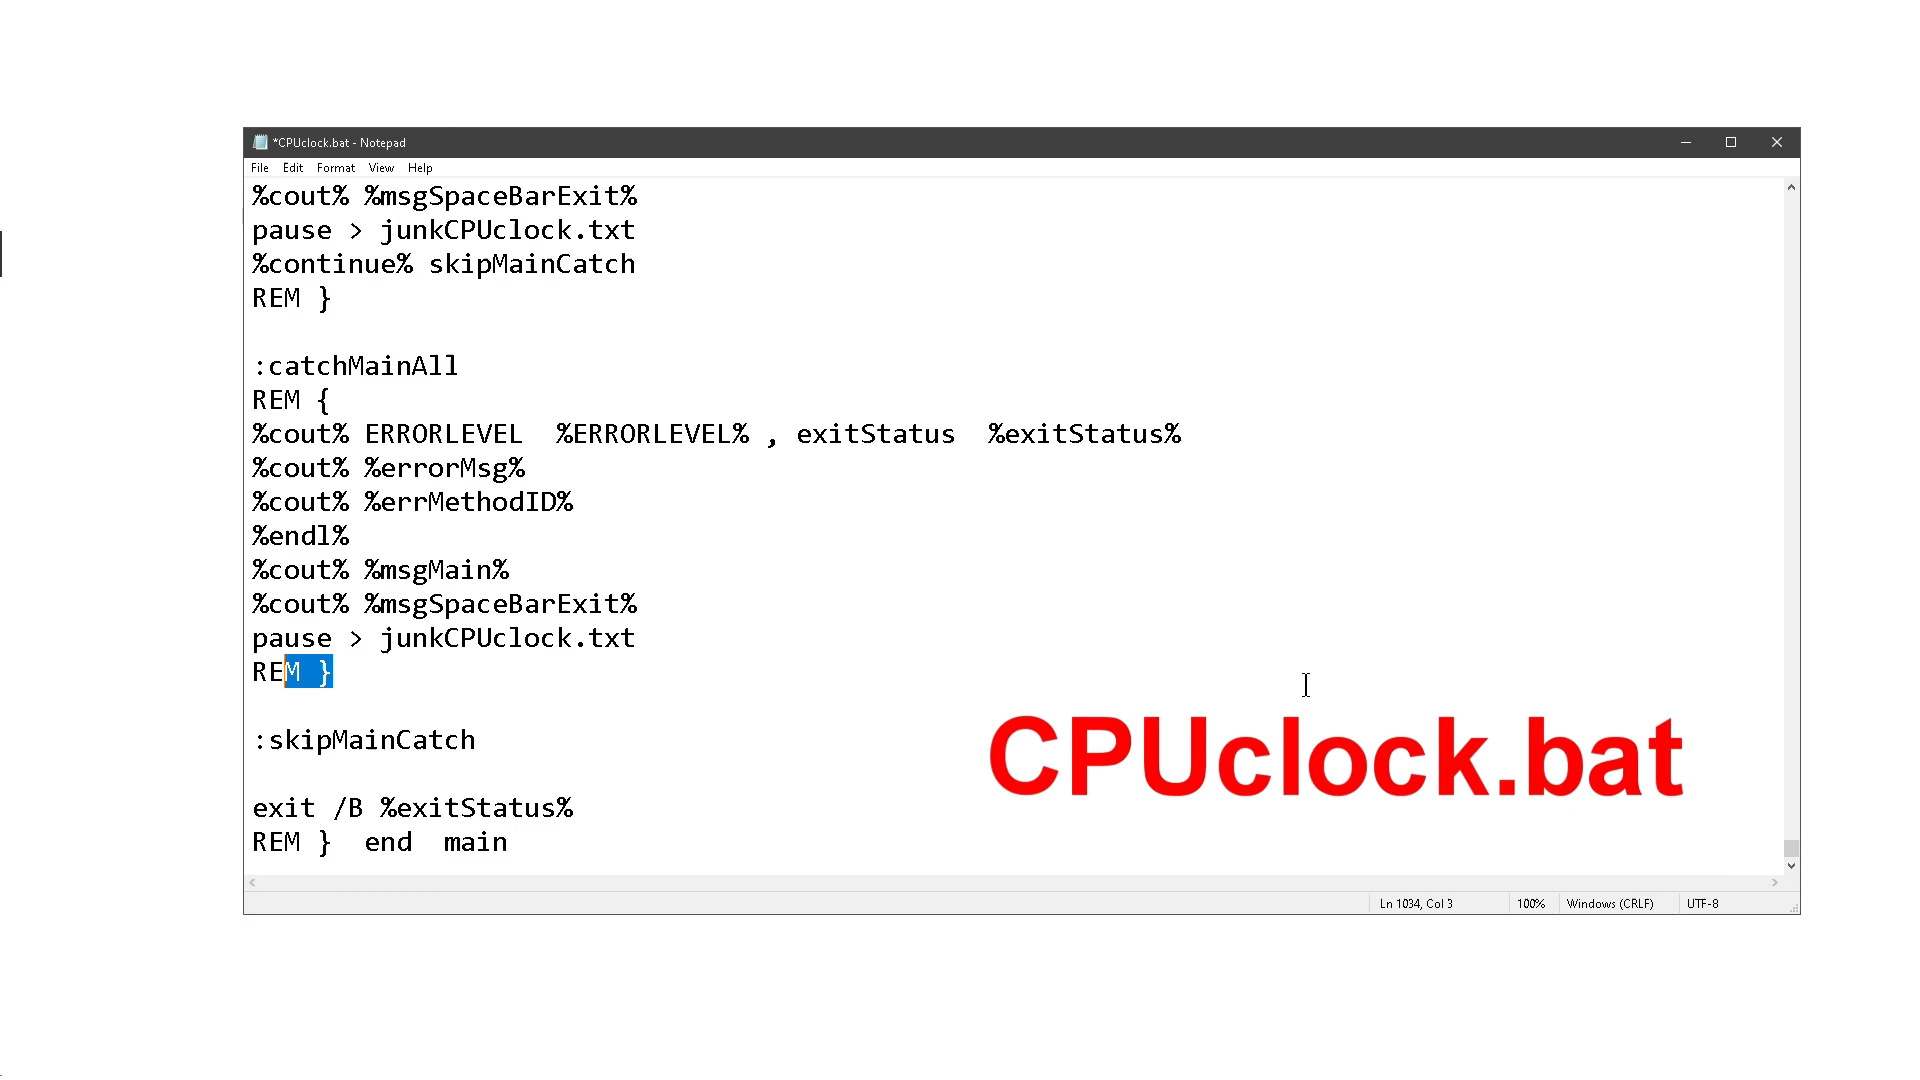 *CPUclock.bat - Notepad
File Edit Format View Help
%cout% %msgSpaceBarExit%
pause > junkCPUclock.txt
%continue% skipMainCatch
REM }
:catchMainAll
REM {
%cout% ERRORLEVEL  %ERRORLEVEL% , exitStatus  %exitStatus%
%cout% %errorMsg%
%cout% %errMethodID%
%endl%
%cout% %msgMain%
%cout% %msgSpaceBarExit%
pause > junkCPUclock.txt
REM }
:skipMainCatch
CPUclock.bat
exit /B %exitStatus%
REM }  end  main
Ln 1034, Col 3 100% Windows (CRLF) UTF-8